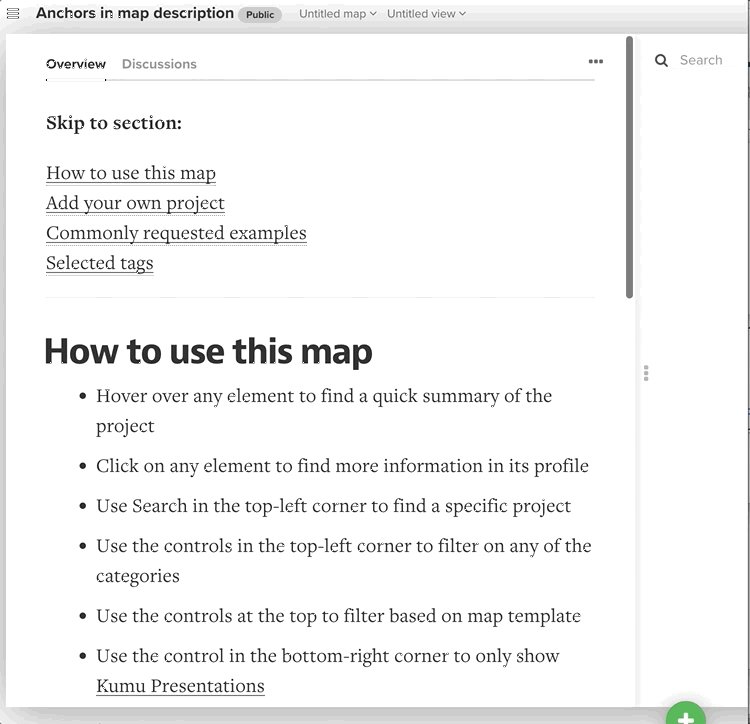 Anchors in map description Public Untitled map Untitled view
Overview Discussions
Search
Skip to section:
How to use this map
Add your own project
Commonly requested examples
Selected tags
How to use this map
• Hover over any element to find a quick summary of the
project
• Click on any element to find more information in its profile
• Use Search in the top-left corner to find a specific project
• Use the controls in the top-left corner to filter on any of the
categories
• Use the controls at the top to filter based on map template
• Use the control in the bottom-right corner to only show
Kumu Presentations